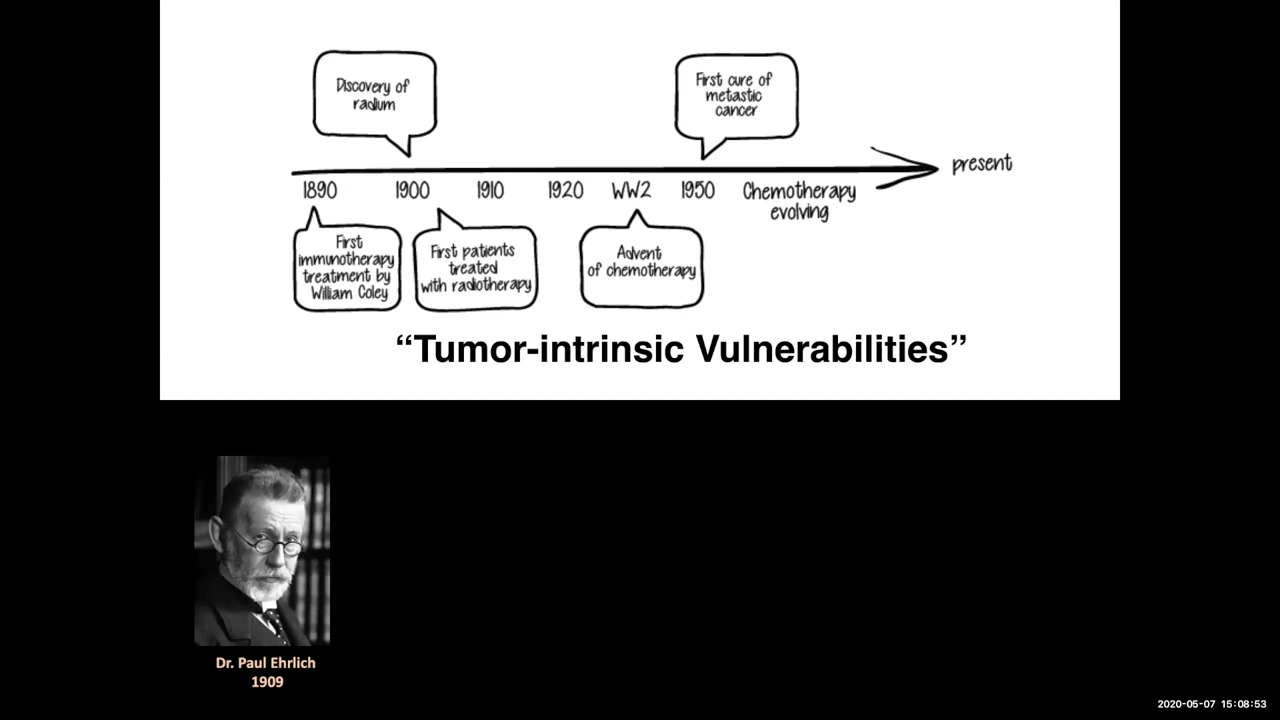 Discovery of
radium
First cure of
metastic
cancer
present
1890 1900 1910 1920 WW2 1950 Chemotherapy
evolving
First
immunotherapy
treatment by
William Coley
First patients
treated
with radiotherapy
Advent
of chemotherapy
“Tumor-intrinsic Vulnerabilities”
Dr. Paul Ehrlich
1909
2020-05-07 15:08:53